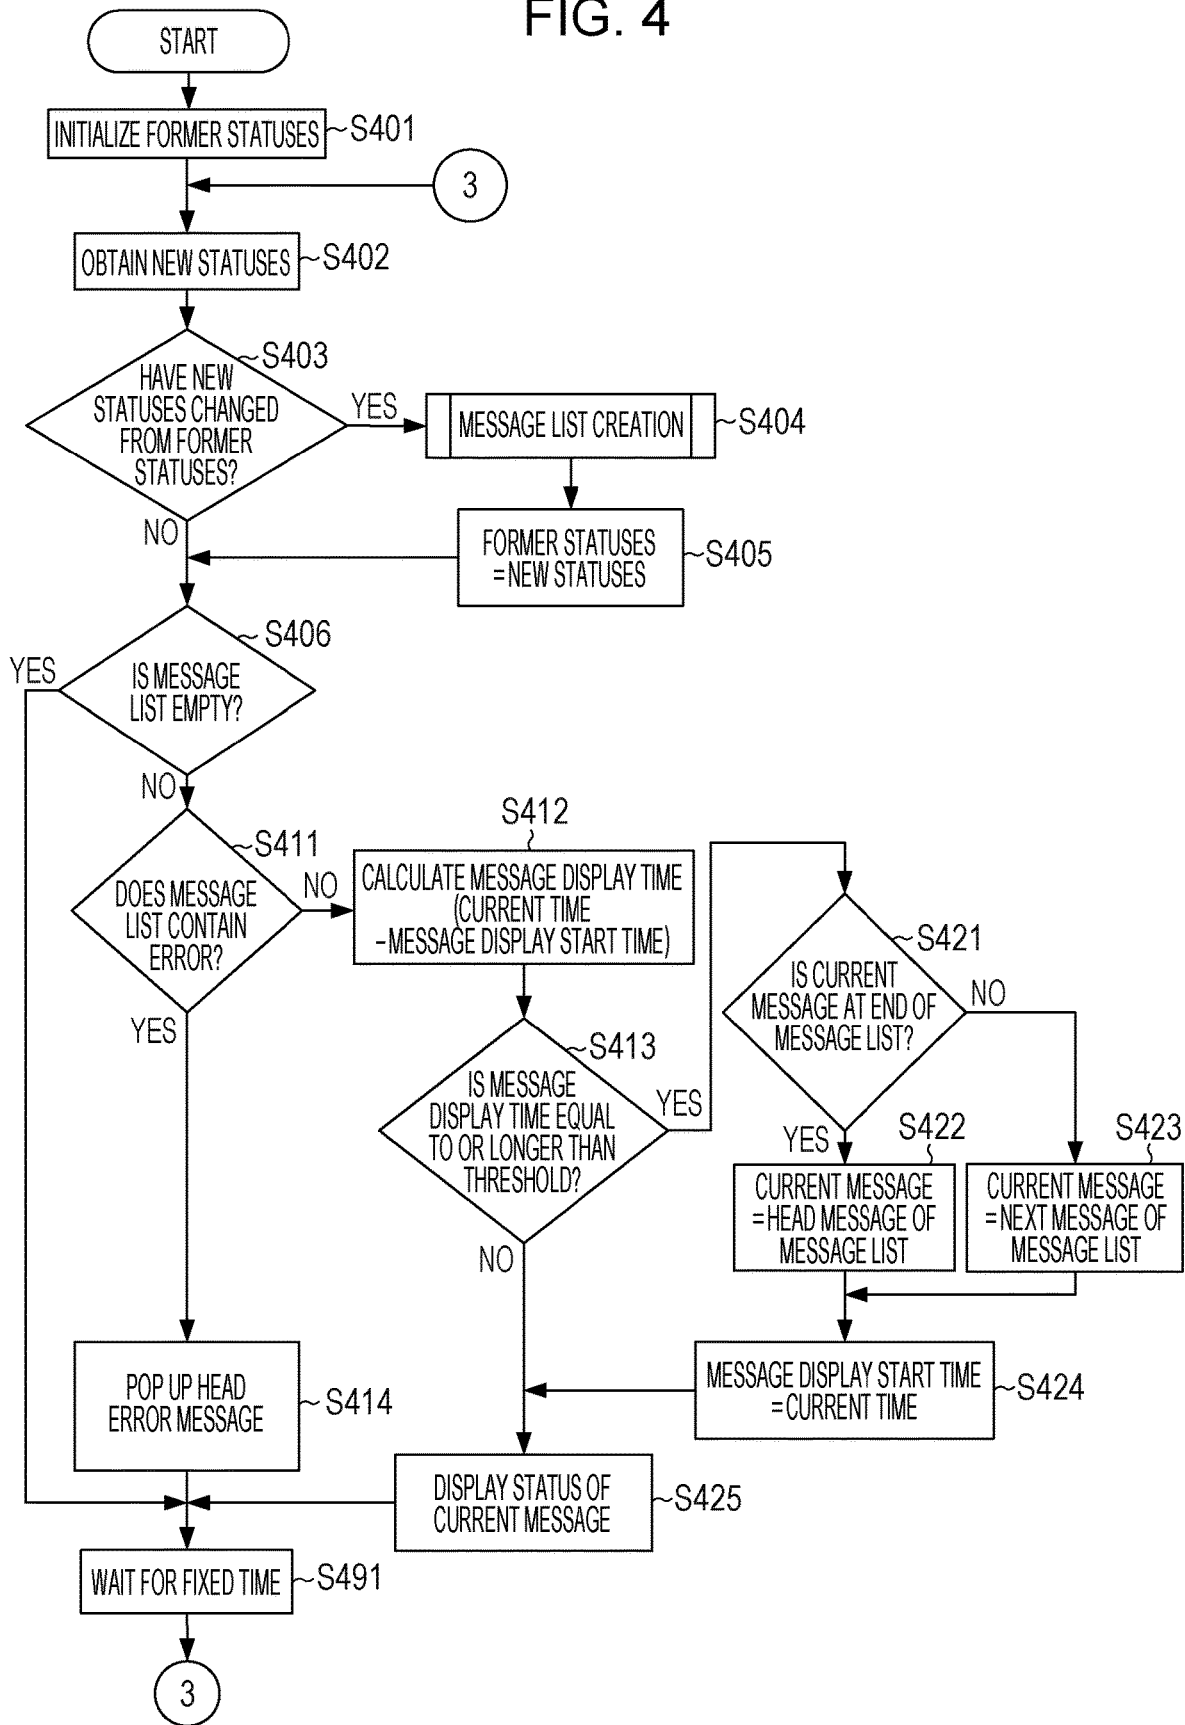 FIG. 4
START
INITIALIZE FORMER STATUSES
S401
3
OBTAIN NEW STATUSES
S402
S403
HAVE NEW
STATUSES CHANGED
FROM FORMER
STATUSES?
YES
MESSAGE LIST CREATION
S404
NO
FORMER STATUSES
=NEW STATUSES
S405
S406
YES
IS MESSAGE
LIST EMPTY?
NO
S411
DOES MESSAGE
LIST CONTAIN
ERROR?
NO
YES
S412
CALCULATE MESSAGE DISPLAY TIME
(CURRENT TIME
-MESSAGE DISPLAY START TIME)
S413
IS MESSAGE
DISPLAY TIME EQUAL
TO OR LONGER THAN
THRESHOLD?
YES
NO
S421
IS CURRENT
MESSAGE AT END OF
MESSAGE LIST?
NO
YES
S422
CURRENT MESSAGE
=HEAD MESSAGE OF
MESSAGE LIST
S423
CURRENT MESSAGE
=NEXT MESSAGE OF
MESSAGE LIST
POP UP HEAD
ERROR MESSAGE
S414
MESSAGE DISPLAY START TIME
=CURRENT TIME
S424
DISPLAY STATUS OF
CURRENT MESSAGE
S425
WAIT FOR FIXED TIME
S491
3